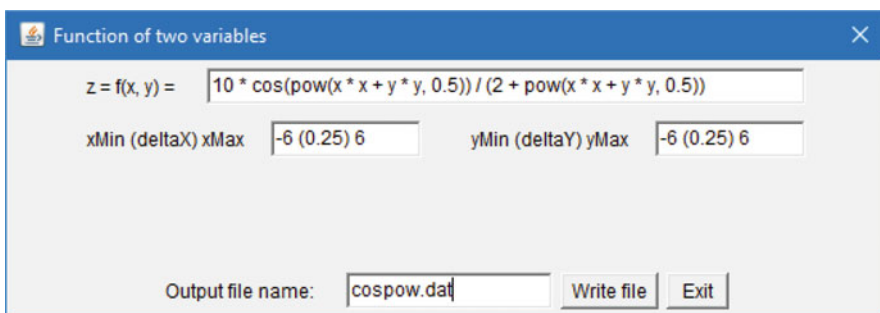 Function of two variables
z = f(x, y) = 10 * cos(pow(x * x + y * y, 0.5)) / (2 + pow(x * x + y * y, 0.5))
xMin (deltaX) xMax -6 (0.25) 6 yMin (deltaY) yMax -6 (0.25) 6
Output file name: cospow.dat Write file Exit